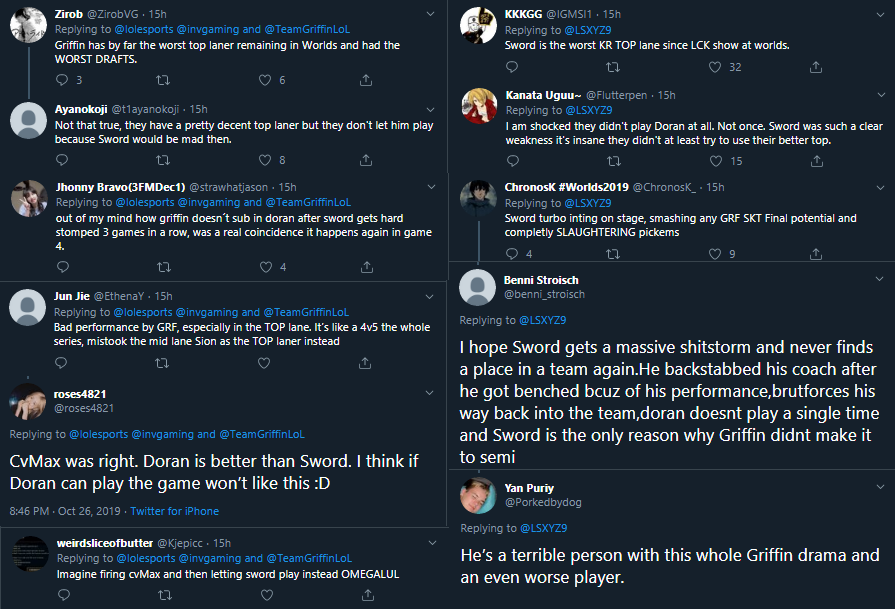 Zirob @ZirobVG · 15h
Replying to @lolesports @invgaming and @TeamGriffinLoL
Griffin has by far the worst top laner remaining in Worlds and had the
WORST DRAFTS.
3 6
Ayanokoji @t1ayanokoji · 15h
Not that true, they have a pretty decent top laner but they don't let him play
because Sword would be mad then.
8
Jhonny Bravo(3FMDec1) @strawhatjason · 15h
Replying to @lolesports @invgaming and @TeamGriffinLoL
out of my mind how griffin doesn´t sub in doran after sword gets hard
stomped 3 games in a row, was a real coincidence it happens again in game
4.
4
Jun Jie @EthenaY · 15h
Replying to @lolesports @invgaming and @TeamGriffinLoL
Bad performance by GRF, especially in the TOP lane. It's like a 4v5 the whole
series, mistook the mid lane Sion as the TOP laner instead
roses4821
@roses4821
Replying to @lolesports @invgaming and @TeamGriffinLoL
CvMax was right. Doran is better than Sword. I think if
Doran can play the game won't like this :D
8:46 PM · Oct 26, 2019 · Twitter for iPhone
weirdsliceofbutter @Kjepicc · 15h
Replying to @lolesports @invgaming and @TeamGriffinLoL
Imagine firing cvMax and then letting sword play instead OMEGALUL
KKKGG @IGMSI1 · 15h
Replying to @LSXYZ9
Sword is the worst KR TOP lane since LCK show at worlds.
32
Kanata Uguu~ @Flutterpen · 15h
Replying to @LSXYZ9
I am shocked they didn't play Doran at all. Not once. Sword was such a clear
weakness it's insane they didn't at least try to use their better top.
15
ChronosK #Worlds2019 @ChronosK_ · 15h
Replying to @LSXYZ9
Sword turbo inting on stage, smashing any GRF SKT Final potential and
completly SLAUGHTERING pickems
4 9
Benni Stroisch
@benni_stroisch
Replying to @LSXYZ9
I hope Sword gets a massive shitstorm and never finds
a place in a team again.He backstabbed his coach after
he got benched bcuz of his performance,brutforces his
way back into the team,doran doesnt play a single time
and Sword is the only reason why Griffin didnt make it
to semi
Yan Puriy
@Porkedbydog
Replying to @LSXYZ9
He's a terrible person with this whole Griffin drama and
an even worse player.